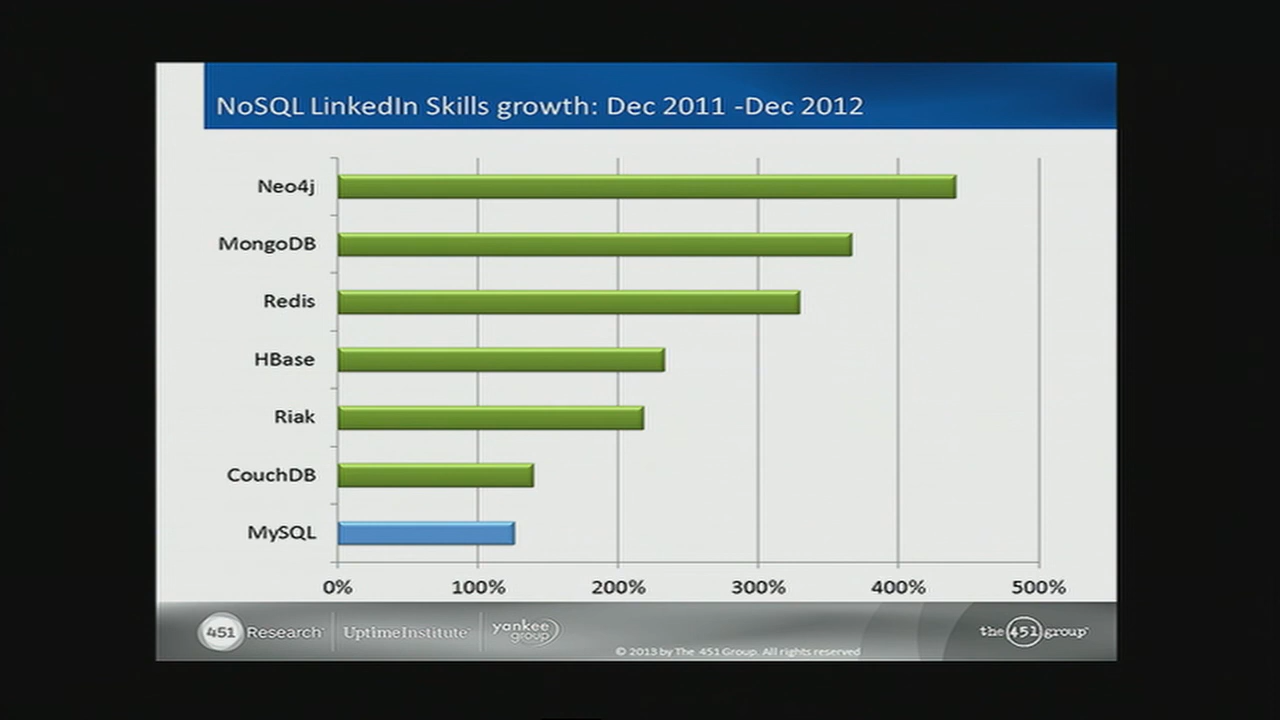 NoSQL LinkedIn Skills growth: Dec 2011 -Dec 2012
Neo4j
MongoDB
Redis
HBase
Riak
CouchDB
MySQL
0% 100% 200% 300% 400% 500%
451 Research UptimeInstitute yankee group the 451 group
© 2013 by The 451 Group. All rights reserved